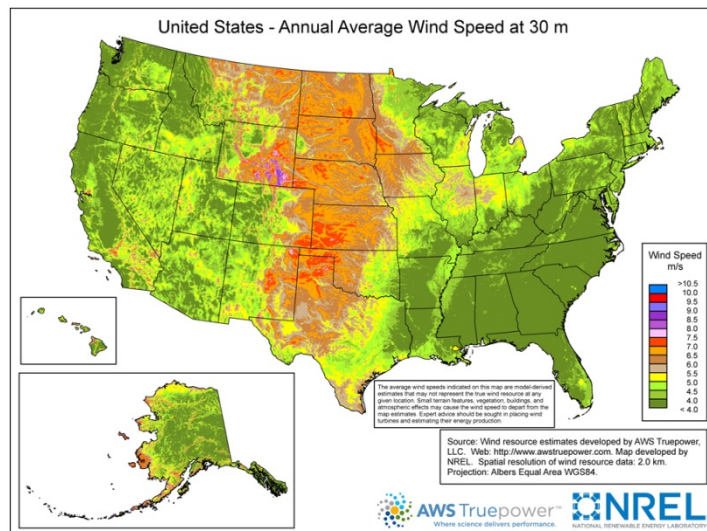 United States - Annual Average Wind Speed at 30 m
Wind Speed
m/s
>10.5
10.0
9.5
9.0
8.5
8.0
7.5
7.0
6.5
6.0
5.5
5.0
4.5
4.0
< 4.0
The average wind speeds indicated on this map are model-derived
estimates that may not represent the true wind resource at any
given location. Small terrain features, vegetation, buildings, and
atmospheric effects may cause the wind speed to depart from the
map estimates. Expert advice should be sought in placing wind
turbines and estimating their energy production.
Source: Wind resource estimates developed by AWS Truepower,
LLC. Web: http://www.awstruepower.com. Map developed by
NREL. Spatial resolution of wind resource data: 2.0 km.
Projection: Albers Equal Area WGS84.
AWS Truepower™
Where science delivers performance.
NREL
NATIONAL RENEWABLE ENERGY LABORATORY